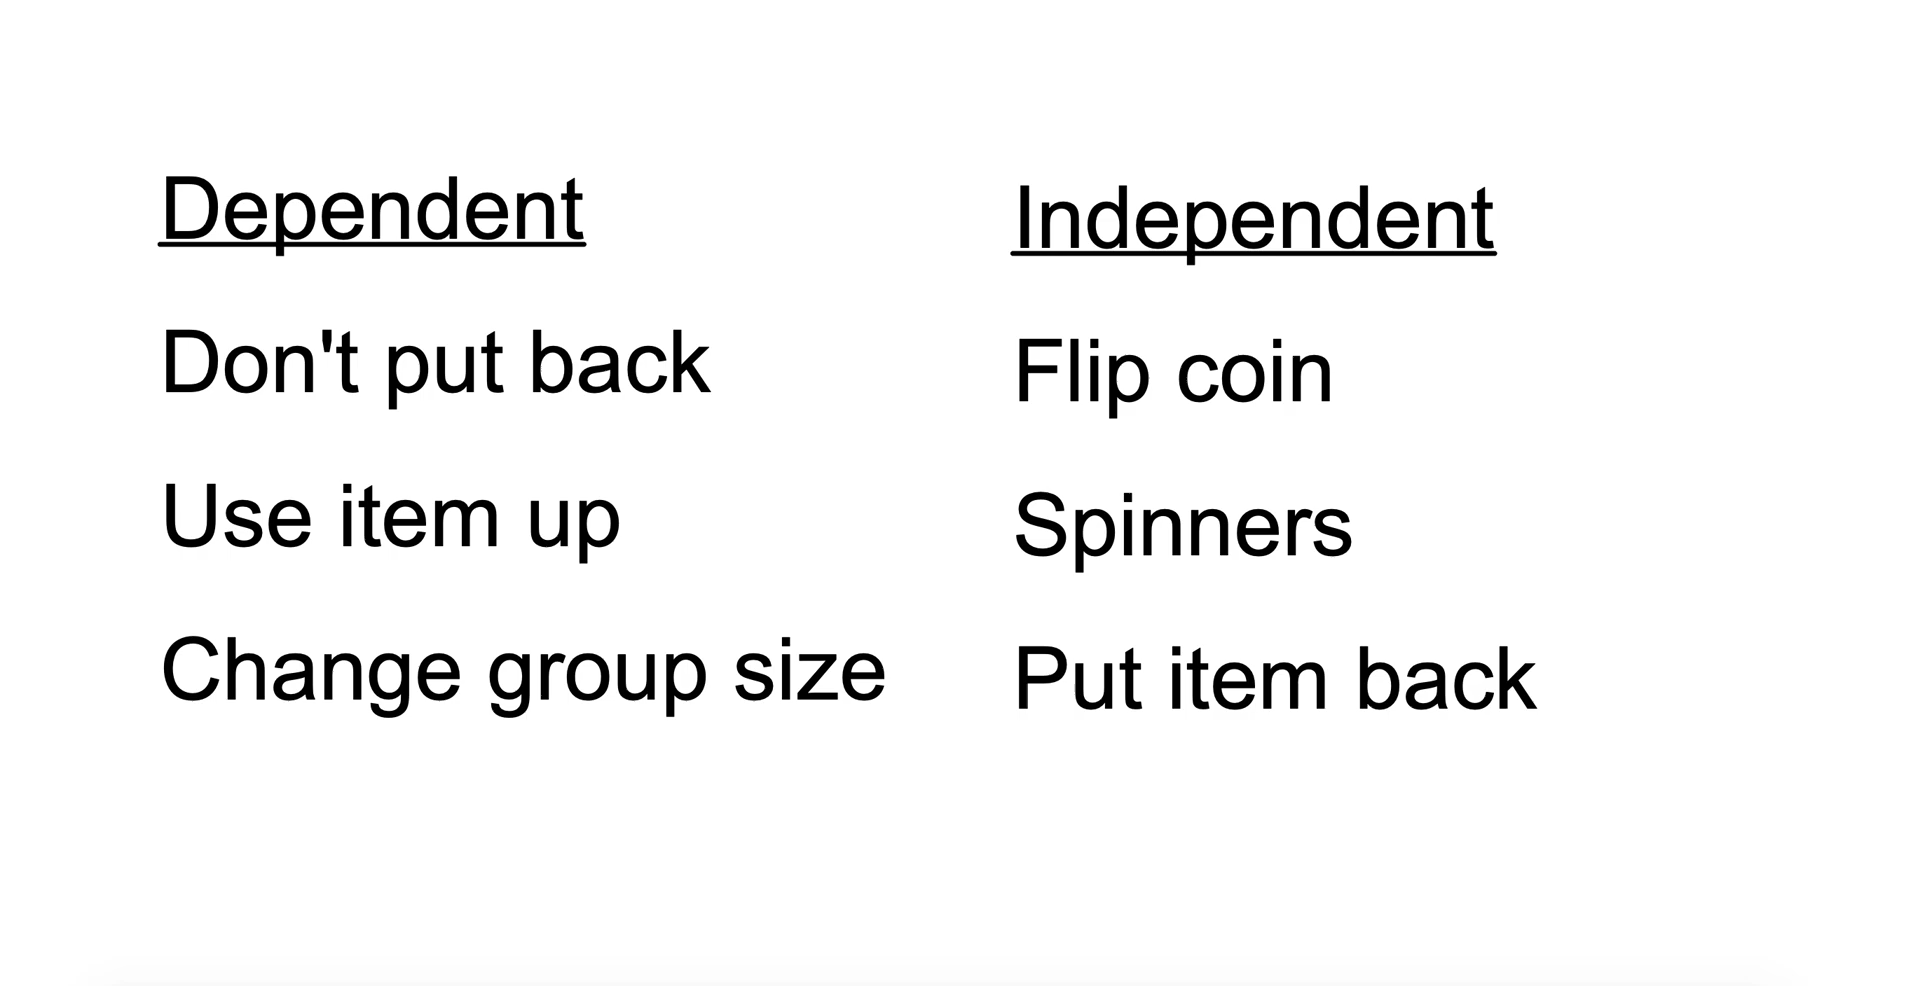 Dependent
Don't put back
Use item up
Change group size
Independent
Flip coin
Spinners
Put item back